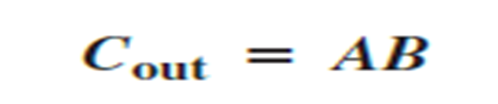 C_out = AB